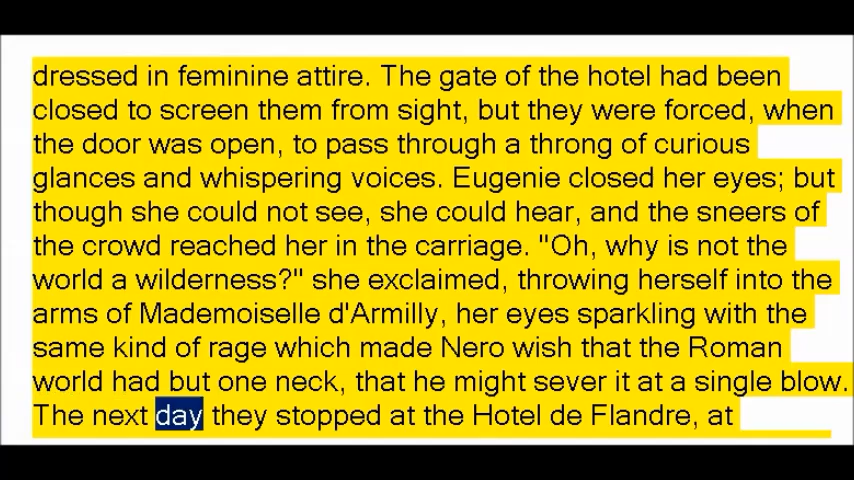 dressed in feminine attire. The gate of the hotel had been
closed to screen them from sight, but they were forced, when
the door was open, to pass through a throng of curious
glances and whispering voices. Eugenie closed her eyes; but
though she could not see, she could hear, and the sneers of
the crowd reached her in the carriage. "Oh, why is not the
world a wilderness?" she exclaimed, throwing herself into the
arms of Mademoiselle d'Armilly, her eyes sparkling with the
same kind of rage which made Nero wish that the Roman
world had but one neck, that he might sever it at a single blow.
The next day they stopped at the Hotel de Flandre, at